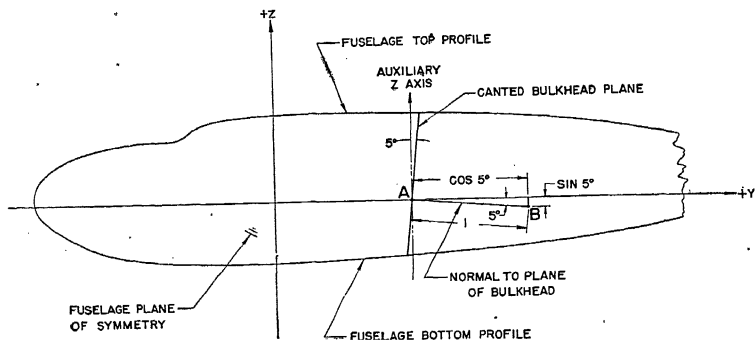 +Z
FUSELAGE TOP PROFILE
AUXILIARY
Z AXIS
CANTED BULKHEAD PLANE
5°
COS 5°
SIN 5°
A
+Y
5°
B
1
NORMAL TO PLANE
OF BULKHEAD
FUSELAGE PLANE
OF SYMMETRY
FUSELAGE BOTTOM PROFILE